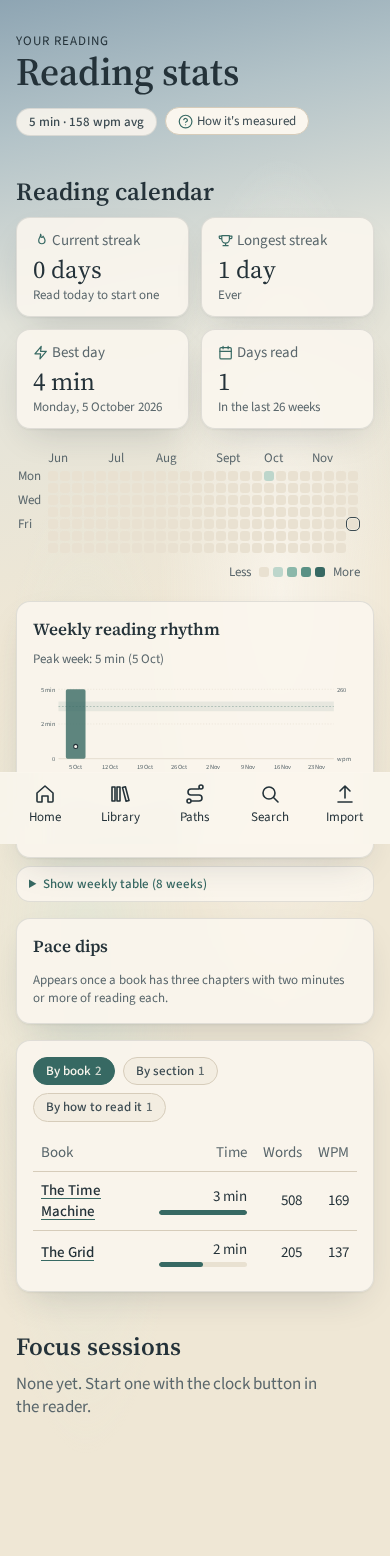 YOUR READING
Reading stats
5 min · 158 wpm avg
How it's measured
Reading calendar
Current streak
0 days
Read today to start one
Longest streak
1 day
Ever
Best day
4 min
Monday, 5 October 2026
Days read
1
In the last 26 weeks
Jun Jul Aug Sept Oct Nov
Mon
Wed
Fri
Less More
Weekly reading rhythm
Peak week: 5 min (5 Oct)
5 min 260
2 min
0 wpm
5 Oct 12 Oct 19 Oct 26 Oct 2 Nov 9 Nov 16 Nov 23 Nov
Home Library Paths Search Import
Show weekly table (8 weeks)
Pace dips
Appears once a book has three chapters with two minutes
or more of reading each.
By book 2
By section 1
By how to read it 1
Book Time Words WPM
The Time
Machine
3 min 508 169
The Grid 2 min 205 137
Focus sessions
None yet. Start one with the clock button in
the reader.